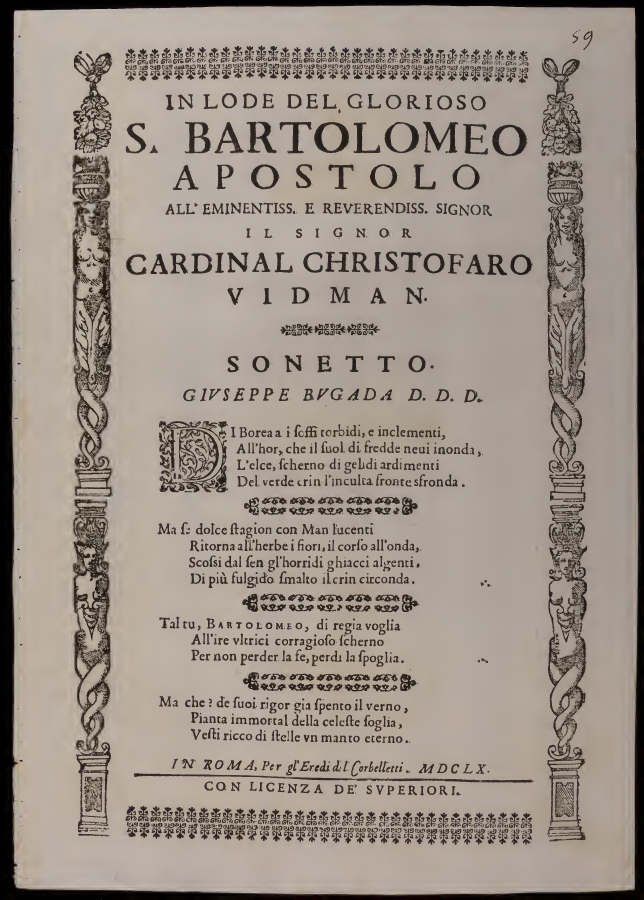 59
IN LODE DEL GLORIOSO
S. BARTOLOMEO
APOSTOLO
ALL' EMINENTISS. E REVERENDISS. SIGNOR
IL SIGNOR
CARDINAL CHRISTOFARO
VIDMAN.
SONETTO.
GIVSEPPE BVGADA D. D. D.
DI Borea a i ſoffi torbidi, e inclementi,
All'hor, che il ſuol di fredde neui inonda,
L'elce, ſcherno di gelidi ardimenti
Del verde crin l'inculta fronte sfronda.
Ma ſe dolce ſtagion con Man lucenti
Ritorna all'herbe i fiori, il corſo all'onda,
Scoſsi dal ſen gl'horridi ghiacci algenti,
Di più fulgido ſmalto il crin circonda.
Tal tu, BARTOLOMEO, di regia voglia
All'ire vltrici corragioſo ſcherno
Per non perder la fe, perdi la ſpoglia.
Ma che? de ſuoi rigor gia ſpento il verno,
Pianta immortal della celeſte ſoglia,
Veſti ricco di ſtelle vn manto eterno.
IN ROMA, Per gl'Eredi del Corbelletti. MDCLX.
CON LICENZA DE' SVPERIORI.